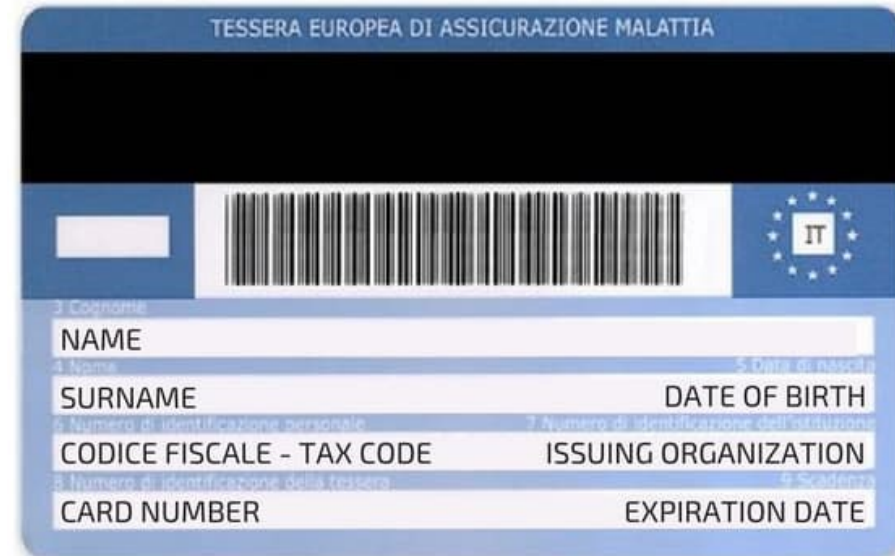 TESSERA EUROPEA DI ASSICURAZIONE MALATTIA
IT
3 Cognome
NAME
4 Nome 5 Data di nascita
SURNAME DATE OF BIRTH
6 Numero di identificazione personale 7 Numero di identificazione dell'istituzione
CODICE FISCALE - TAX CODE ISSUING ORGANIZATION
8 Numero di identificazione della tessera 9 Scadenza
CARD NUMBER EXPIRATION DATE